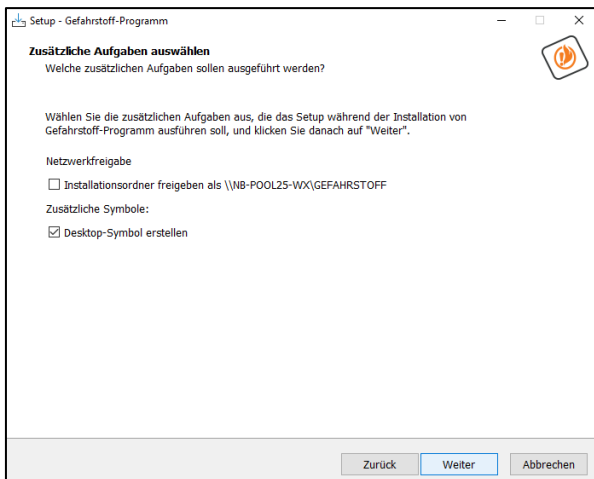 Setup - Gefahrstoff-Programm
Zusätzliche Aufgaben auswählen
Welche zusätzlichen Aufgaben sollen ausgeführt werden?
Wählen Sie die zusätzlichen Aufgaben aus, die das Setup während der Installation von
Gefahrstoff-Programm ausführen soll, und klicken Sie danach auf "Weiter".
Netzwerkfreigabe
Installationsordner freigeben als \\NB-POOL25-WX\GEFAHRSTOFF
Zusätzliche Symbole:
Desktop-Symbol erstellen
Zurück Weiter Abbrechen